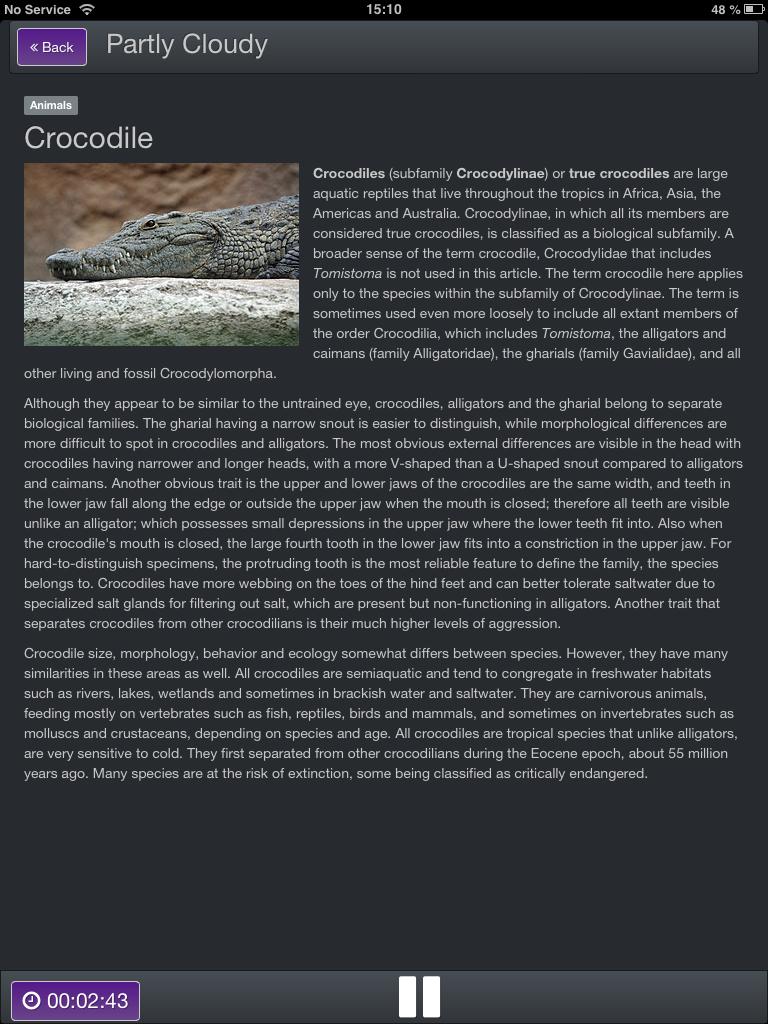 No Service 15:10 48 %
« Back Partly Cloudy
Animals
Crocodile
Crocodiles (subfamily Crocodylinae) or true crocodiles are large
aquatic reptiles that live throughout the tropics in Africa, Asia, the
Americas and Australia. Crocodylinae, in which all its members are
considered true crocodiles, is classified as a biological subfamily. A
broader sense of the term crocodile, Crocodylidae that includes
Tomistoma is not used in this article. The term crocodile here applies
only to the species within the subfamily of Crocodylinae. The term is
sometimes used even more loosely to include all extant members of
the order Crocodilia, which includes Tomistoma, the alligators and
caimans (family Alligatoridae), the gharials (family Gavialidae), and all
other living and fossil Crocodylomorpha.
Although they appear to be similar to the untrained eye, crocodiles, alligators and the gharial belong to separate
biological families. The gharial having a narrow snout is easier to distinguish, while morphological differences are
more difficult to spot in crocodiles and alligators. The most obvious external differences are visible in the head with
crocodiles having narrower and longer heads, with a more V-shaped than a U-shaped snout compared to alligators
and caimans. Another obvious trait is the upper and lower jaws of the crocodiles are the same width, and teeth in
the lower jaw fall along the edge or outside the upper jaw when the mouth is closed; therefore all teeth are visible
unlike an alligator; which possesses small depressions in the upper jaw where the lower teeth fit into. Also when
the crocodile's mouth is closed, the large fourth tooth in the lower jaw fits into a constriction in the upper jaw. For
hard-to-distinguish specimens, the protruding tooth is the most reliable feature to define the family, the species
belongs to. Crocodiles have more webbing on the toes of the hind feet and can better tolerate saltwater due to
specialized salt glands for filtering out salt, which are present but non-functioning in alligators. Another trait that
separates crocodiles from other crocodilians is their much higher levels of aggression.
Crocodile size, morphology, behavior and ecology somewhat differs between species. However, they have many
similarities in these areas as well. All crocodiles are semiaquatic and tend to congregate in freshwater habitats
such as rivers, lakes, wetlands and sometimes in brackish water and saltwater. They are carnivorous animals,
feeding mostly on vertebrates such as fish, reptiles, birds and mammals, and sometimes on invertebrates such as
molluscs and crustaceans, depending on species and age. All crocodiles are tropical species that unlike alligators,
are very sensitive to cold. They first separated from other crocodilians during the Eocene epoch, about 55 million
years ago. Many species are at the risk of extinction, some being classified as critically endangered.
00:02:43